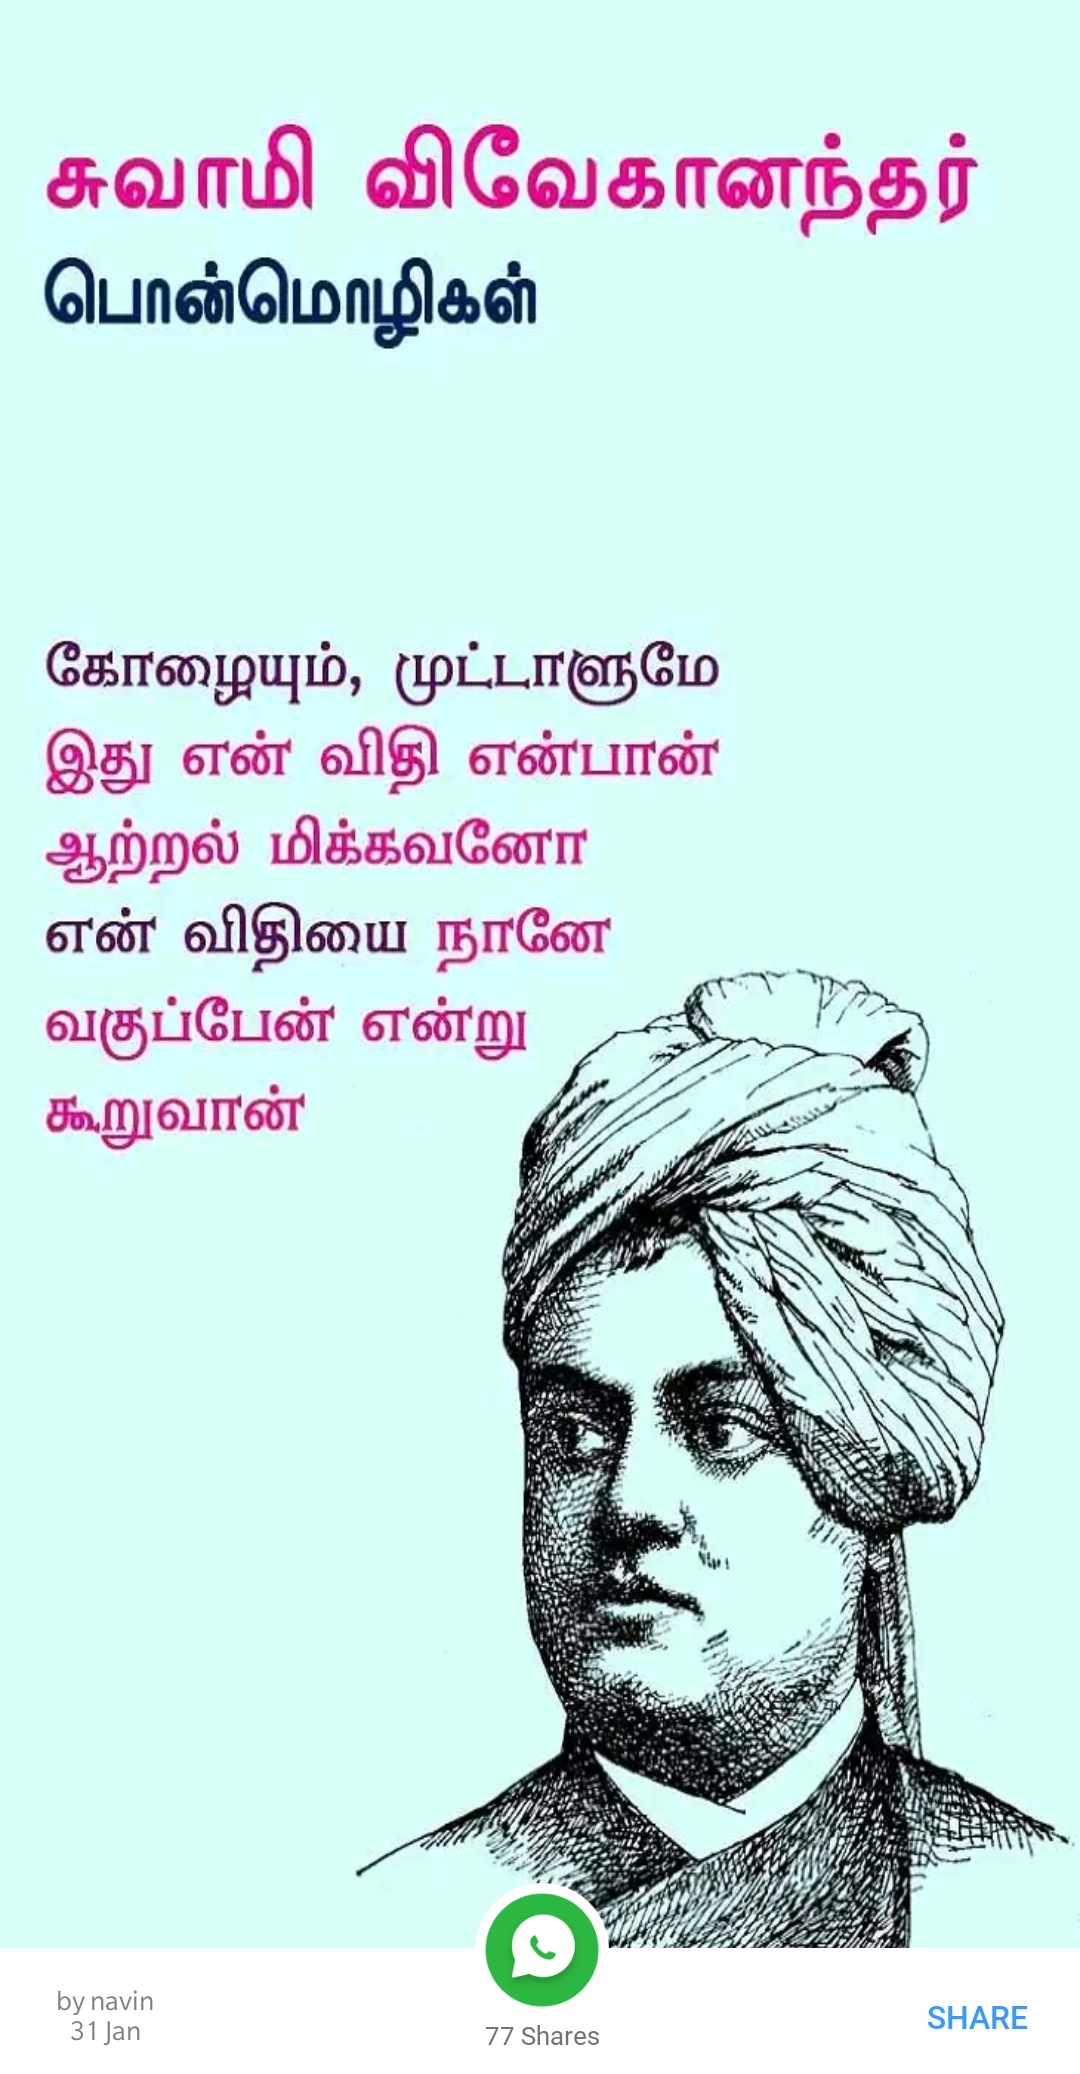 சுவாமி விவேகானந்தர்
பொன்மொழிகள்
கோழையும், முட்டாளுமே
இது என் விதி என்பான்
ஆற்றல் மிக்கவனோ
என் விதியை நானே
வகுப்பேன் என்று
கூறுவான்
by navin
31 Jan
77 Shares
SHARE